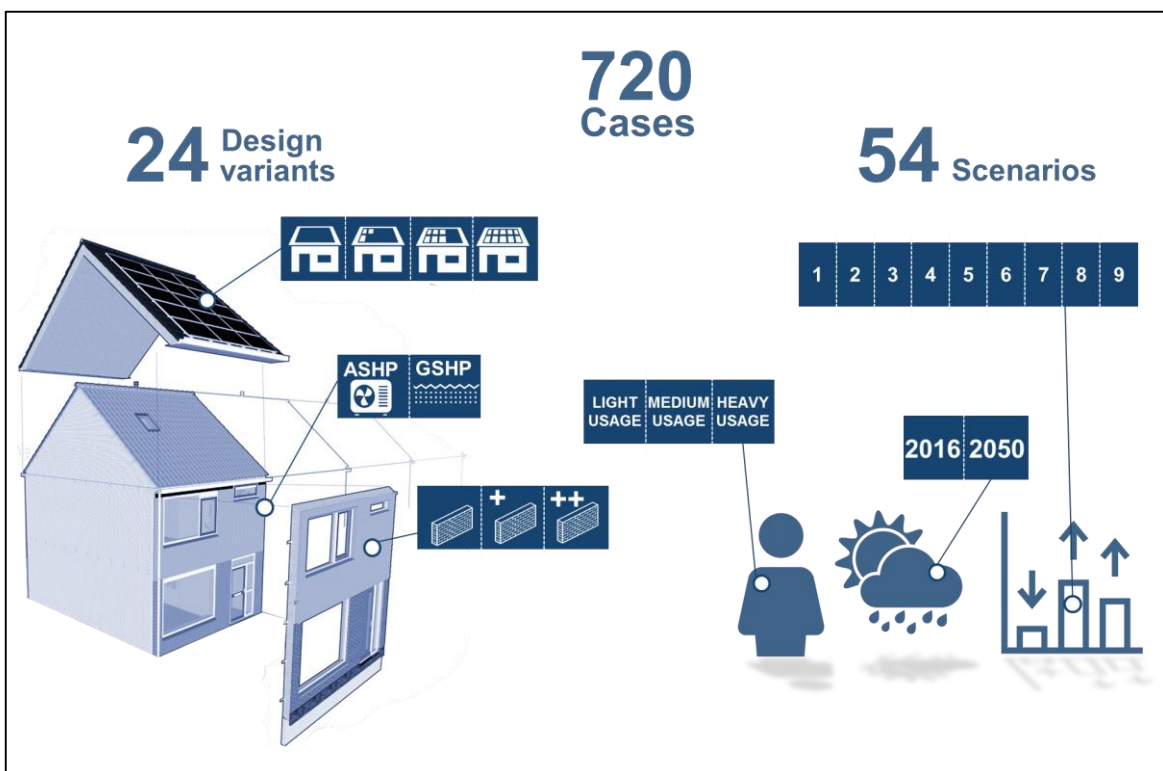 720
Cases
24 Design
variants
54 Scenarios
1 2 3 4 5 6 7 8 9
ASHP GSHP
LIGHT USAGE MEDIUM USAGE HEAVY USAGE
2016 2050
+ ++